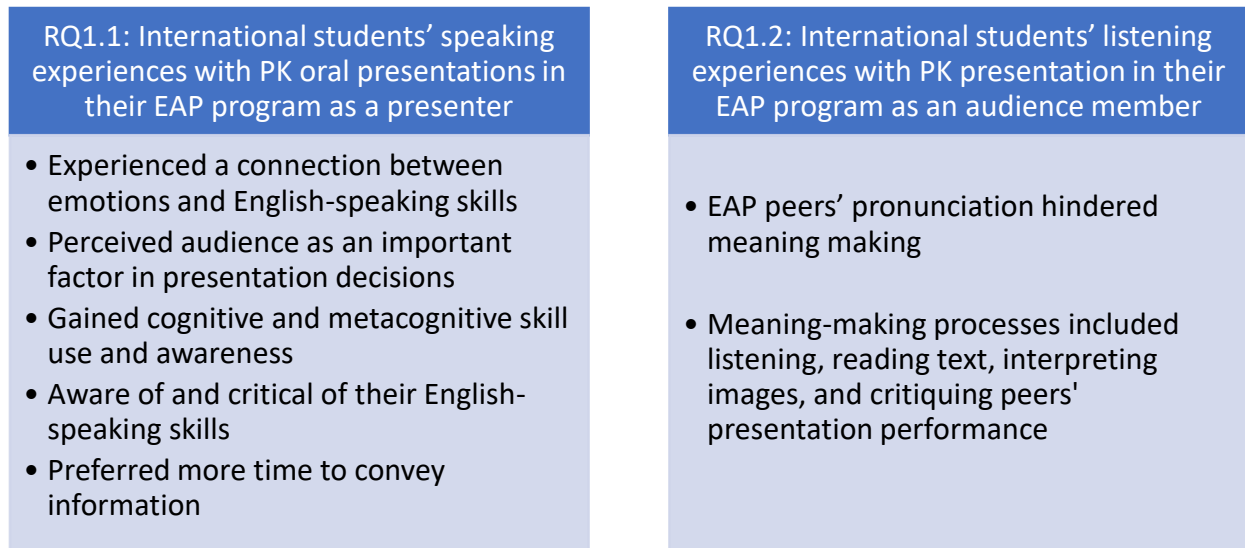 RQ1.1: International students’ speaking
experiences with PK oral presentations in
their EAP program as a presenter
• Experienced a connection between
emotions and English-speaking skills
• Perceived audience as an important
factor in presentation decisions
• Gained cognitive and metacognitive skill
use and awareness
• Aware of and critical of their English-
speaking skills
• Preferred more time to convey
information
RQ1.2: International students’ listening
experiences with PK presentation in their
EAP program as an audience member
• EAP peers’ pronunciation hindered
meaning making
• Meaning-making processes included
listening, reading text, interpreting
images, and critiquing peers'
presentation performance